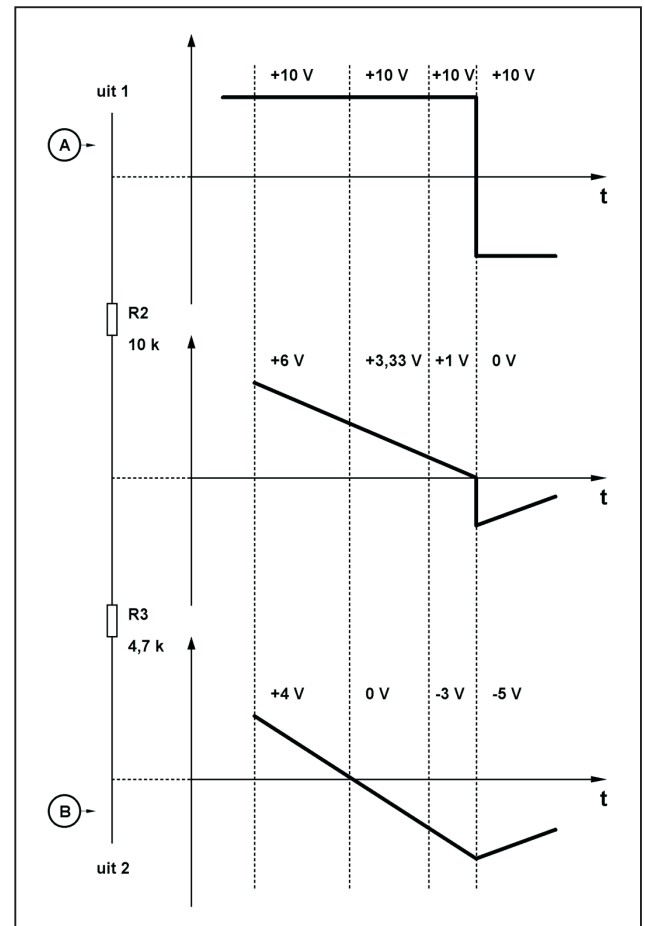 +10 V +10 V +10 V +10 V
uit 1
A
t
R2
10 k
+6 V +3,33 V +1 V 0 V
t
R3
4,7 k
+4 V 0 V -3 V -5 V
t
B
uit 2